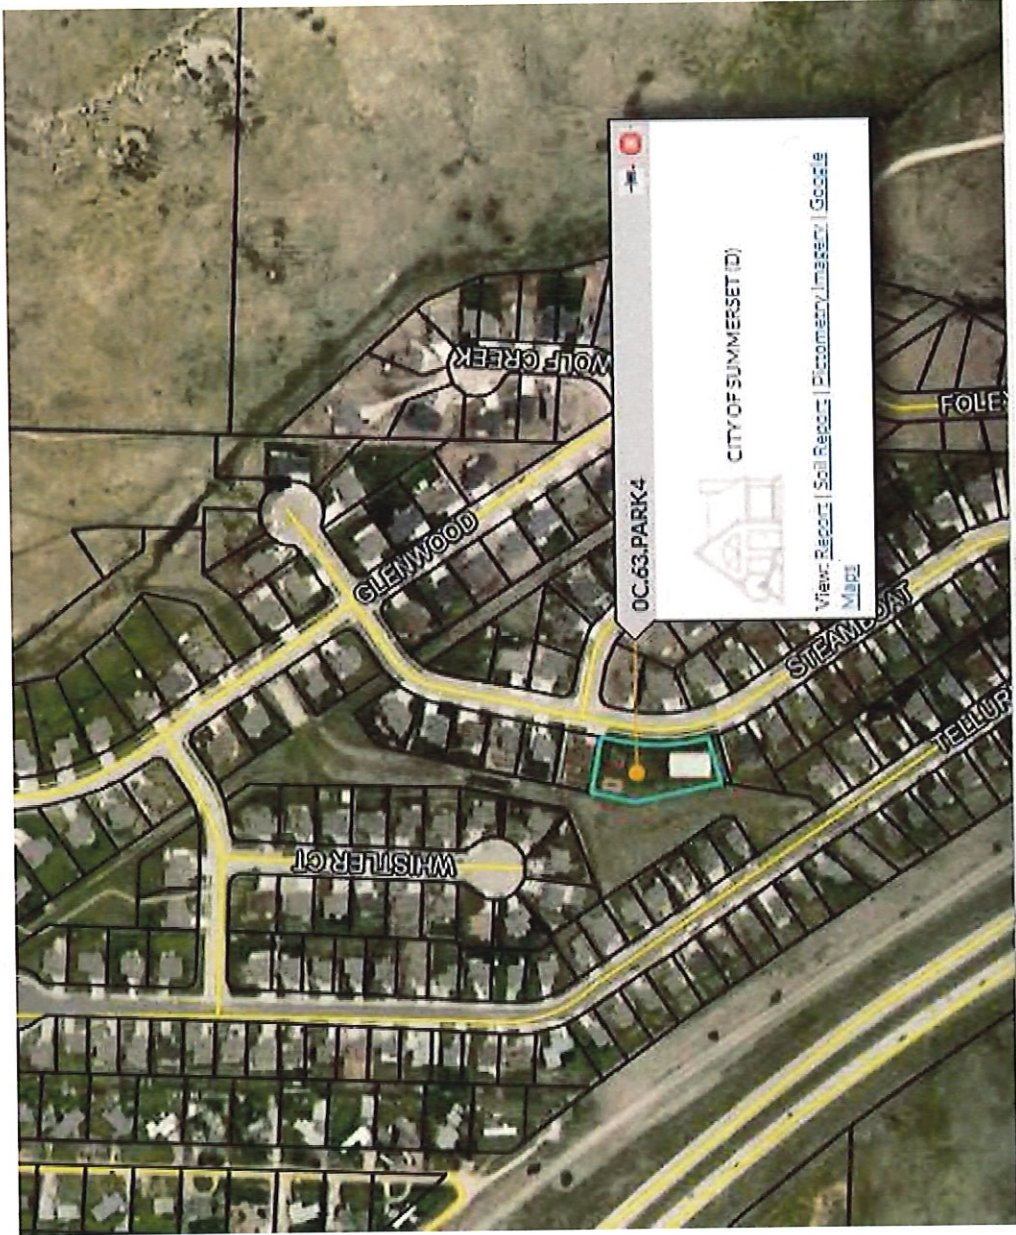 WOLF CREEK
GLENWOOD
0C.63.PARK4
CITY OF SUMMERSET (D)
View: Report | Soil Report | Pictometry Imagery | Google
Maps
FOLE
STEAMBOAT
TELLUR
WHISTLER CT